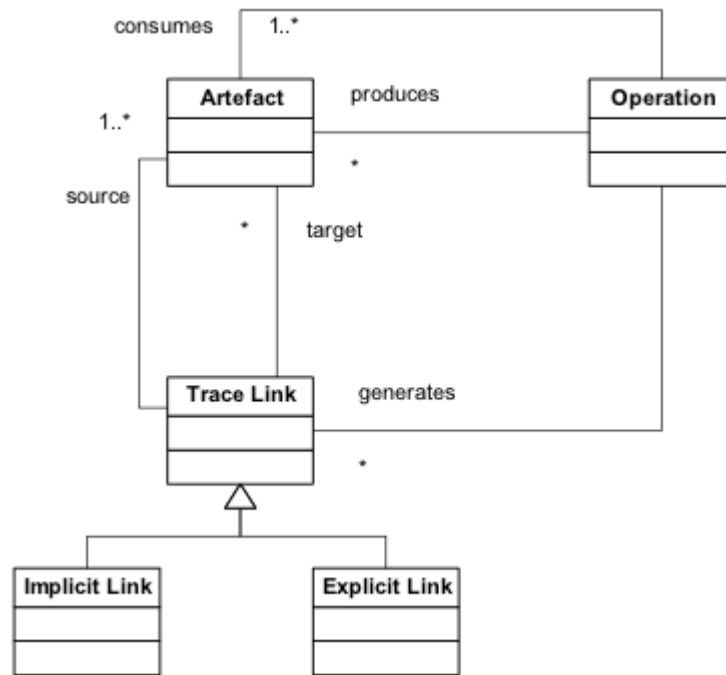 consumes
1..*
Artefact
produces
Operation
1..*
*
source
*
target
Trace Link
generates
*
Implicit Link
Explicit Link